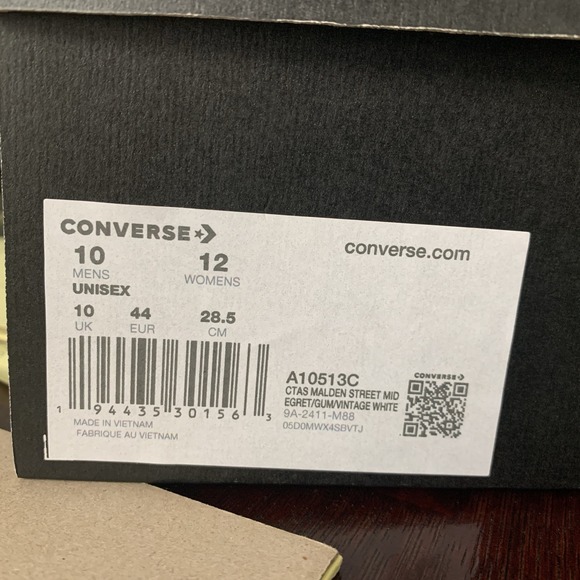 CONVERSE
converse.com
10 12
MENS WOMENS
UNISEX
10 44 28.5
UK EUR CM
1 94435 30156 3
MADE IN VIETNAM
FABRIQUE AU VIETNAM
A10513C
CTAS MALDEN STREET MID
EGRET/GUM/VINTAGE WHITE
9A-2411-M88
05D0MWX4SBVTJ
CONVERSE